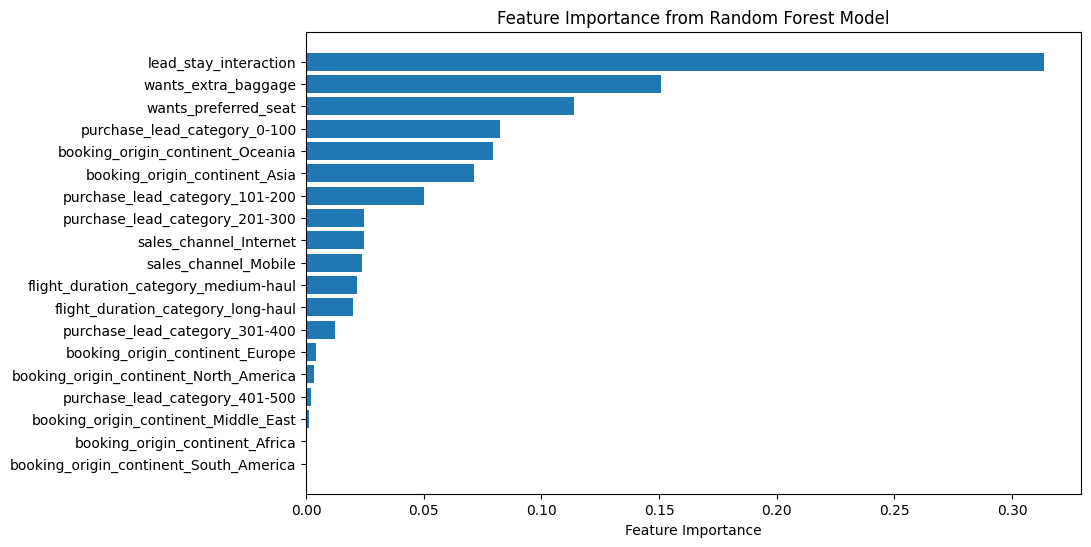 Feature Importance from Random Forest Model
lead_stay_interaction
wants_extra_baggage
wants_preferred_seat
purchase_lead_category_0-100
booking_origin_continent_Oceania
booking_origin_continent_Asia
purchase_lead_category_101-200
purchase_lead_category_201-300
sales_channel_Internet
sales_channel_Mobile
flight_duration_category_medium-haul
flight_duration_category_long-haul
purchase_lead_category_301-400
booking_origin_continent_Europe
booking_origin_continent_North_America
purchase_lead_category_401-500
booking_origin_continent_Middle_East
booking_origin_continent_Africa
booking_origin_continent_South_America
0.00 0.05 0.10 0.15 0.20 0.25 0.30
Feature Importance